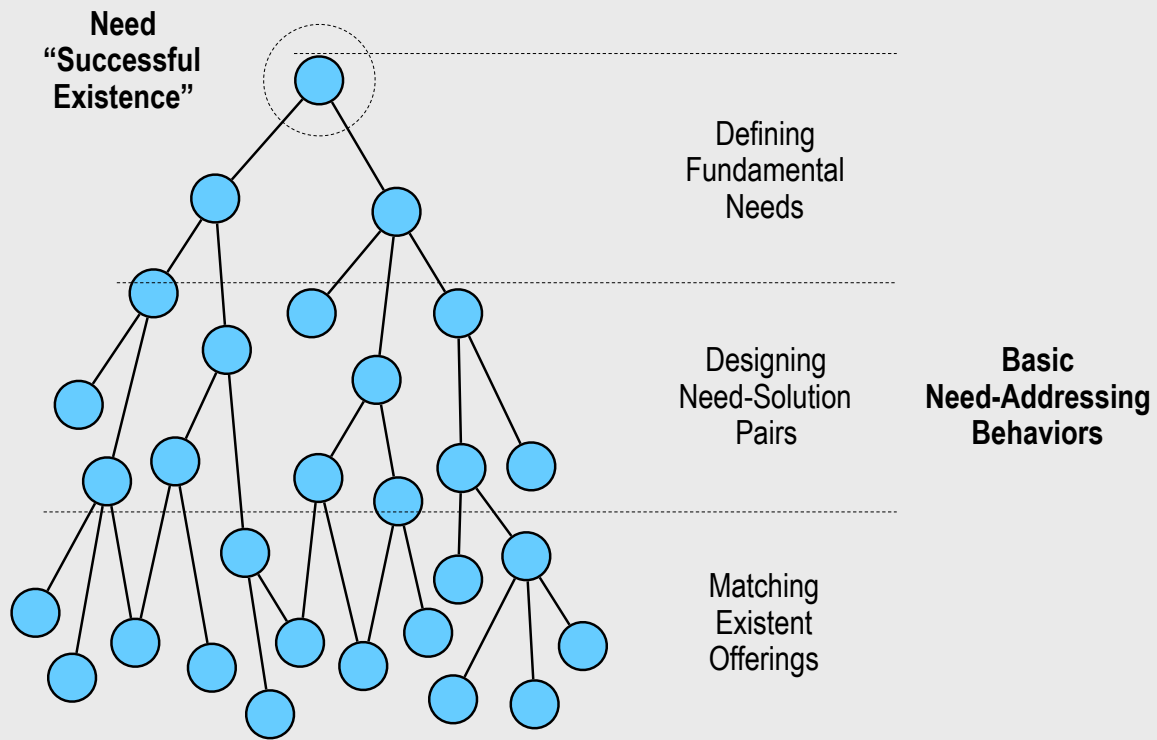 Need
“Successful
Existence”
Defining
Fundamental
Needs
Designing
Need-Solution
Pairs
Basic
Need-Addressing
Behaviors
Matching
Existent
Offerings